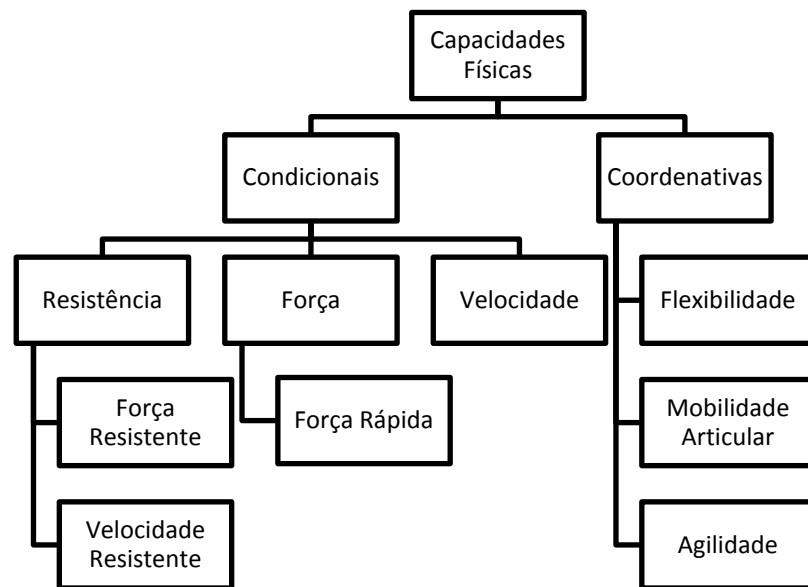 Capacidades
Físicas
Condicionais
Coordenativas
Resistência
Força
Velocidade
Flexibilidade
Força
Resistente
Força Rápida
Mobilidade
Articular
Velocidade
Resistente
Agilidade